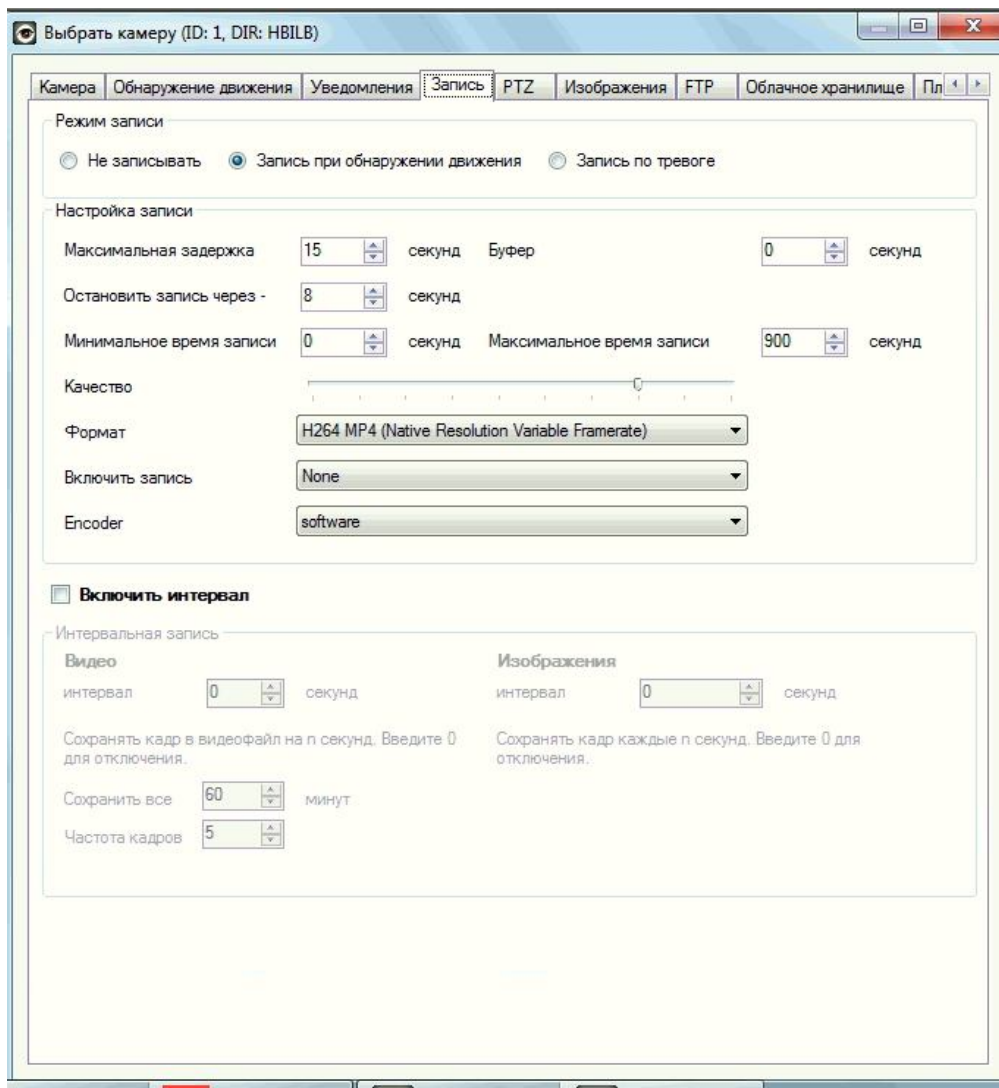 Выбрать камеру (ID: 1, DIR: HBILB)
Камера Обнаружение движения Уведомления Запись PTZ Изображения FTP Облачное хранилище Пл
Режим записи
Не записывать Запись при обнаружении движения Запись по тревоге
Настройка записи
Максимальная задержка 15 секунд Буфер 0 секунд
Остановить запись через - 8 секунд
Минимальное время записи 0 секунд Максимальное время записи 900 секунд
Качество
Формат H264 MP4 (Native Resolution Variable Framerate)
Включить запись None
Encoder software
Включить интервал
Интервальная запись
Видео Изображения
интервал 0 секунд интервал 0 секунд
Сохранять кадр в видеофайл на n секунд. Введите 0 Сохранять кадр каждые n секунд. Введите 0 для
для отключения. отключения.
Сохранить все 60 минут
Частота кадров 5